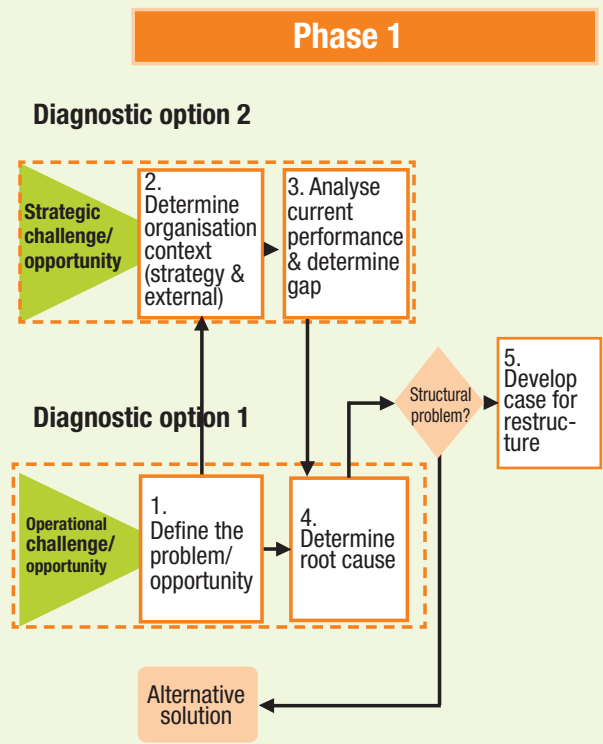 Phase 1
Diagnostic option 2
Strategic
challenge/
opportunity
2.
Determine
organisation
context
(strategy &
external)
3. Analyse
current
performance
& determine
gap
Structural
problem?
5.
Develop
case for
restruc-
ture
Diagnostic option 1
Operational
challenge/
opportunity
1.
Define the
problem/
opportunity
4.
Determine
root cause
Alternative
solution